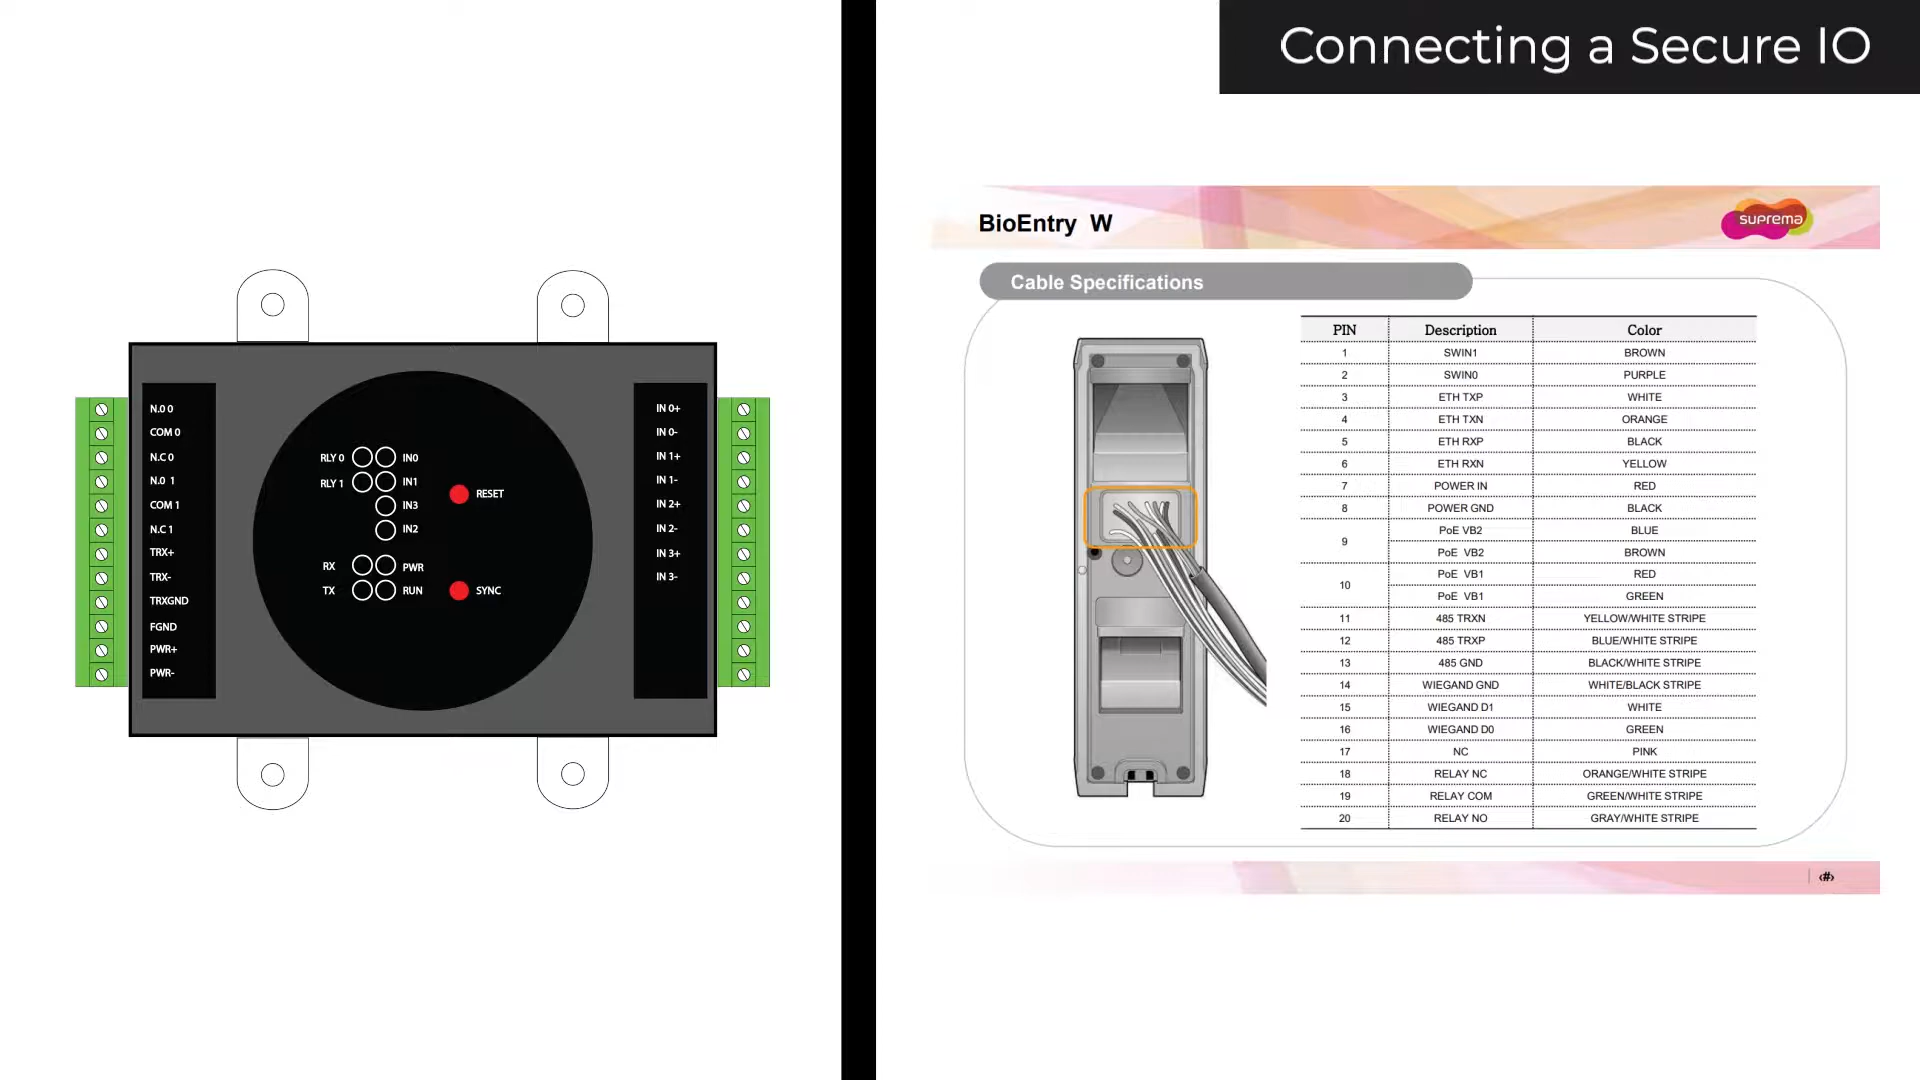 Connecting a Secure IO
N.0 0
COM 0
N.C 0
N.0 1
COM 1
N.C 1
TRX+
TRX-
TRXGND
FGND
PWR+
PWR-
RLY 0 IN0
RLY 1 IN1
IN3
IN2
RX PWR
TX RUN
RESET
SYNC
IN 0+
IN 0-
IN 1+
IN 1-
IN 2+
IN 2-
IN 3+
IN 3-
BioEntry W
suprema
Cable Specifications
PIN Description Color
1 SWIN1 BROWN
2 SWIN0 PURPLE
3 ETH TXP WHITE
4 ETH TXN ORANGE
5 ETH RXP BLACK
6 ETH RXN YELLOW
7 POWER IN RED
8 POWER GND BLACK
9 PoE VB2 BLUE
PoE VB2 BROWN
10 PoE VB1 RED
PoE VB1 GREEN
11 485 TRXN YELLOW/WHITE STRIPE
12 485 TRXP BLUE/WHITE STRIPE
13 485 GND BLACK/WHITE STRIPE
14 WIEGAND GND WHITE/BLACK STRIPE
15 WIEGAND D1 WHITE
16 WIEGAND D0 GREEN
17 NC PINK
18 RELAY NC ORANGE/WHITE STRIPE
19 RELAY COM GREEN/WHITE STRIPE
20 RELAY NO GRAY/WHITE STRIPE
‹#›